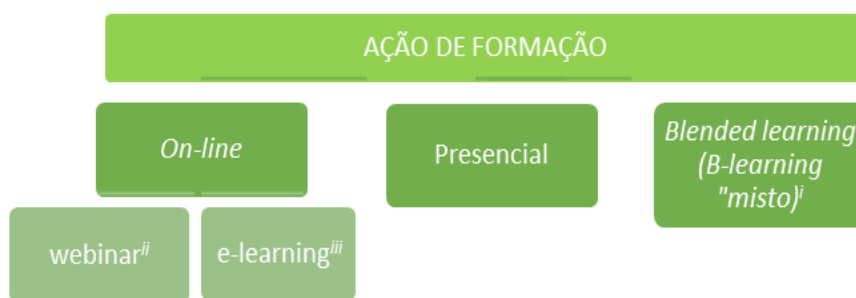 AÇÃO DE FORMAÇÃO
On-line
Presencial
Blended learning
(B-learning
"misto)ⁱ
webinarⁱⁱ
e-learningⁱⁱⁱ